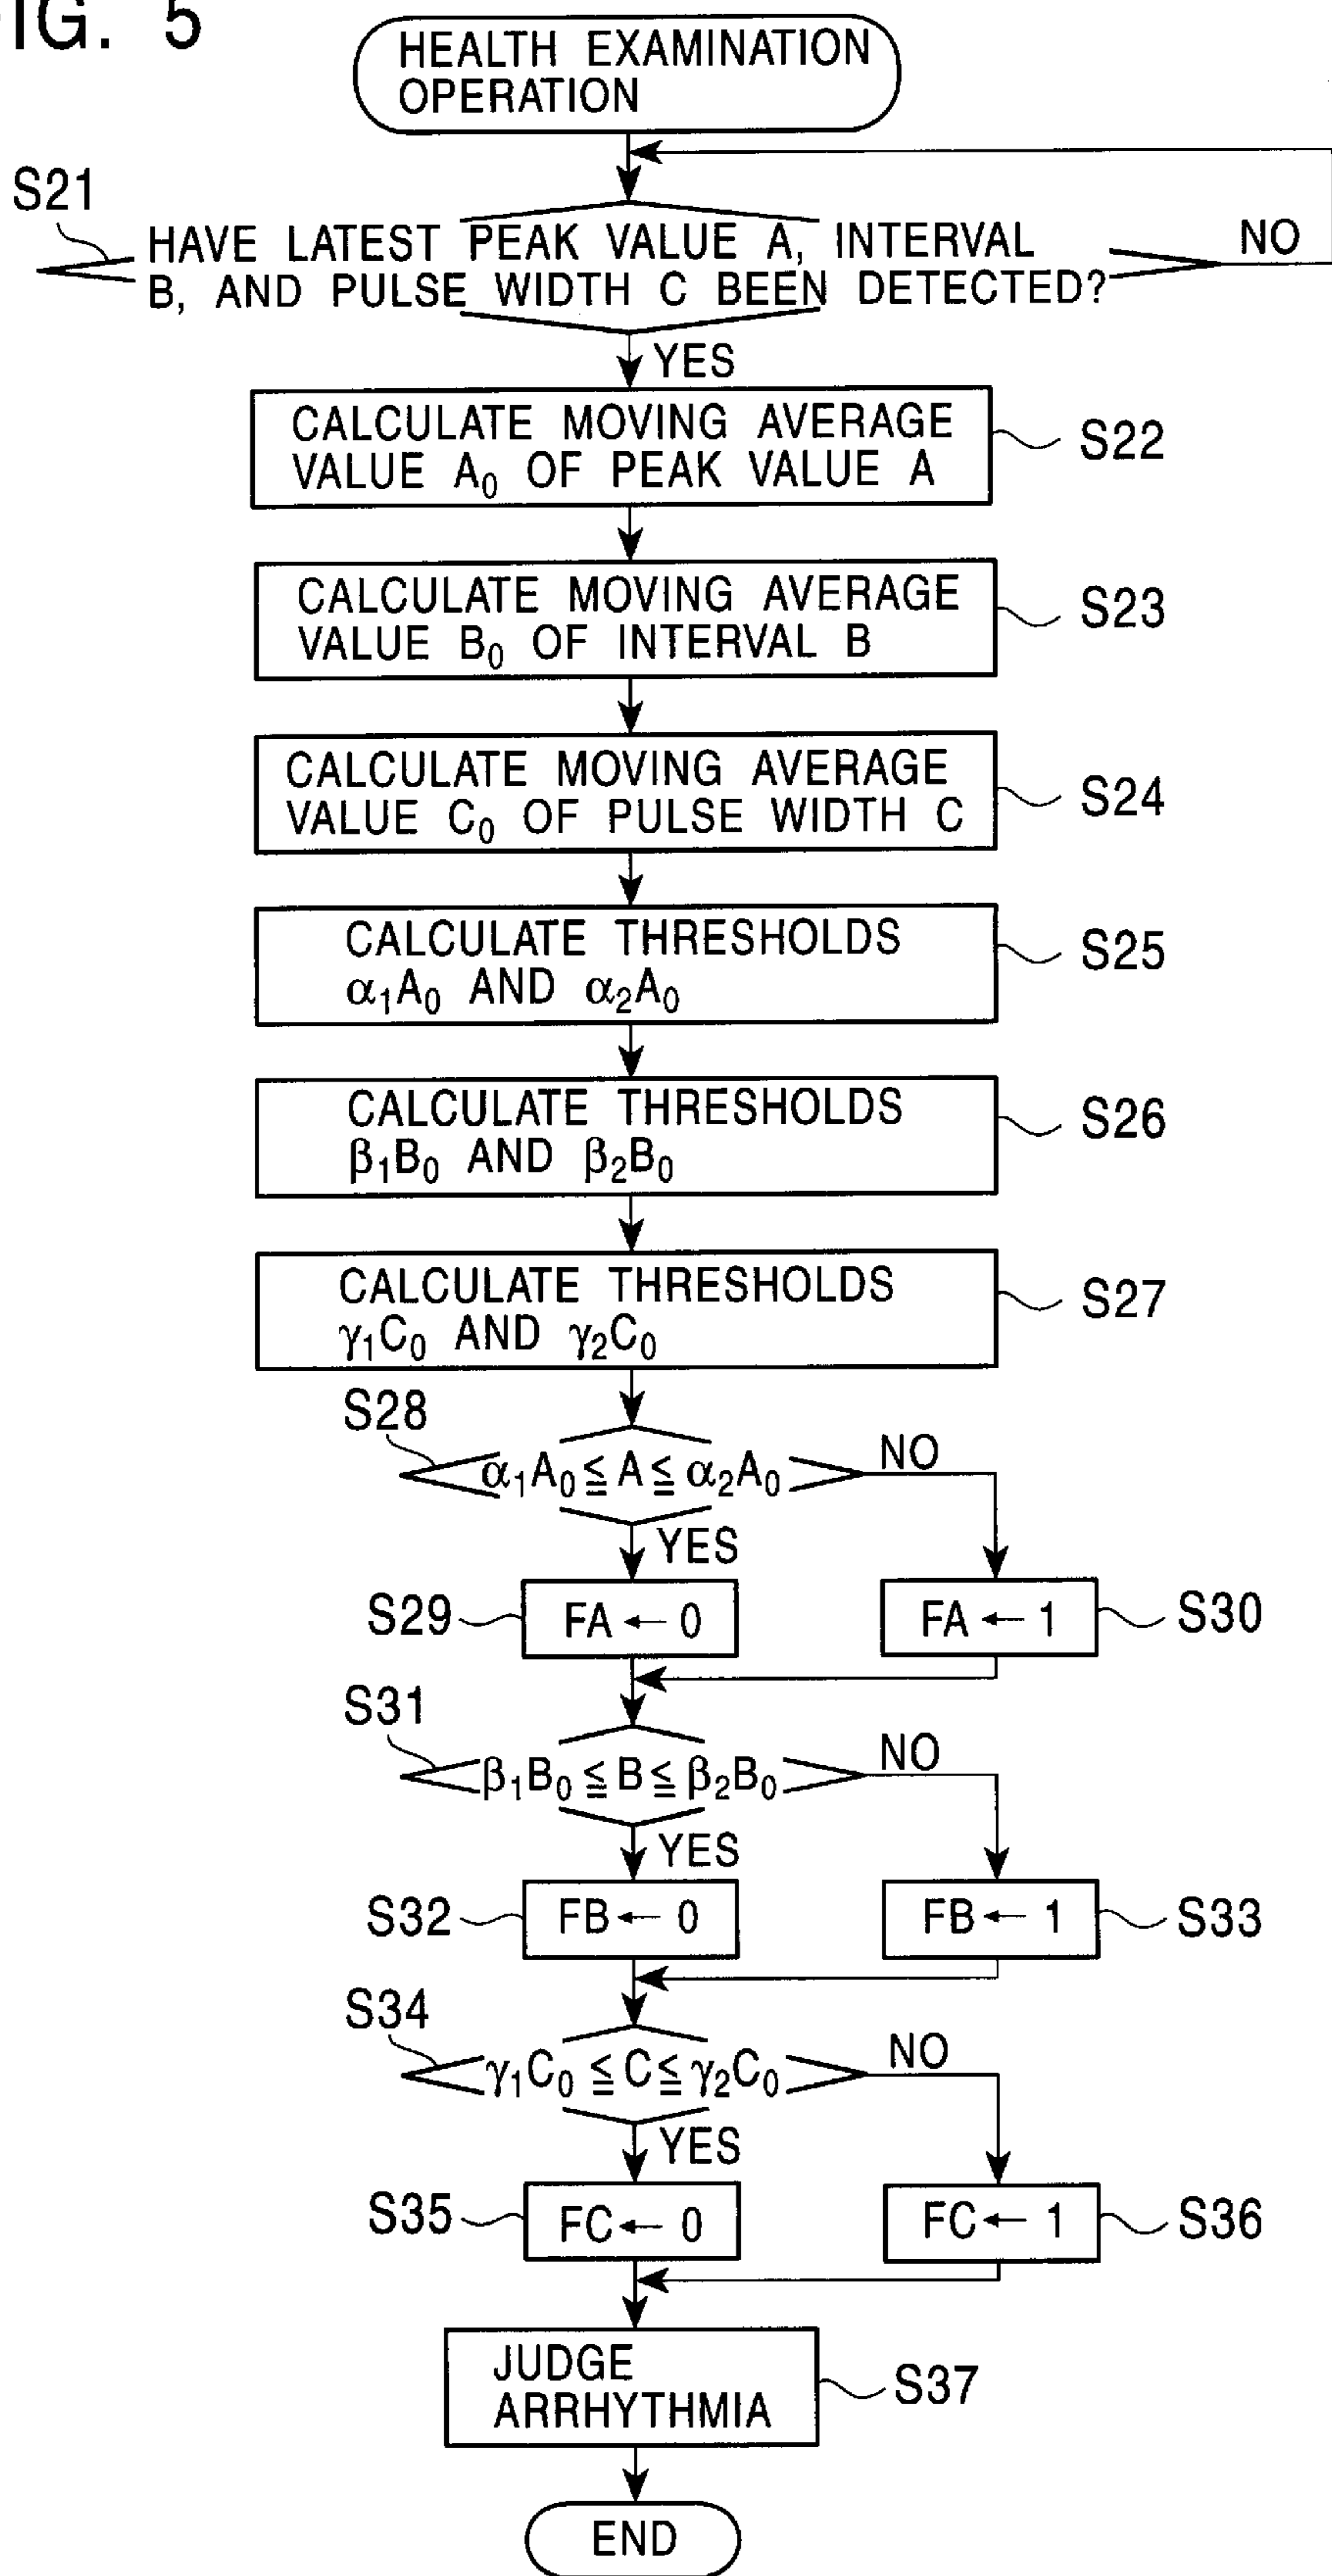 FIG. 5
HEALTH EXAMINATION
OPERATION
S21
HAVE LATEST PEAK VALUE A, INTERVAL
B, AND PULSE WIDTH C BEEN DETECTED?
NO
YES
CALCULATE MOVING AVERAGE
VALUE A₀ OF PEAK VALUE A
S22
CALCULATE MOVING AVERAGE
VALUE B₀ OF INTERVAL B
S23
CALCULATE MOVING AVERAGE
VALUE C₀ OF PULSE WIDTH C
S24
CALCULATE THRESHOLDS
α₁A₀ AND α₂A₀
S25
CALCULATE THRESHOLDS
β₁B₀ AND β₂B₀
S26
CALCULATE THRESHOLDS
γ₁C₀ AND γ₂C₀
S27
S28
α₁A₀ ≦ A ≦ α₂A₀
NO
YES
S29
FA ← 0
FA ← 1
S30
S31
β₁B₀ ≦ B ≦ β₂B₀
NO
YES
S32
FB ← 0
FB ← 1
S33
S34
γ₁C₀ ≦ C ≦ γ₂C₀
NO
YES
S35
FC ← 0
FC ← 1
S36
JUDGE
ARRHYTHMIA
S37
END